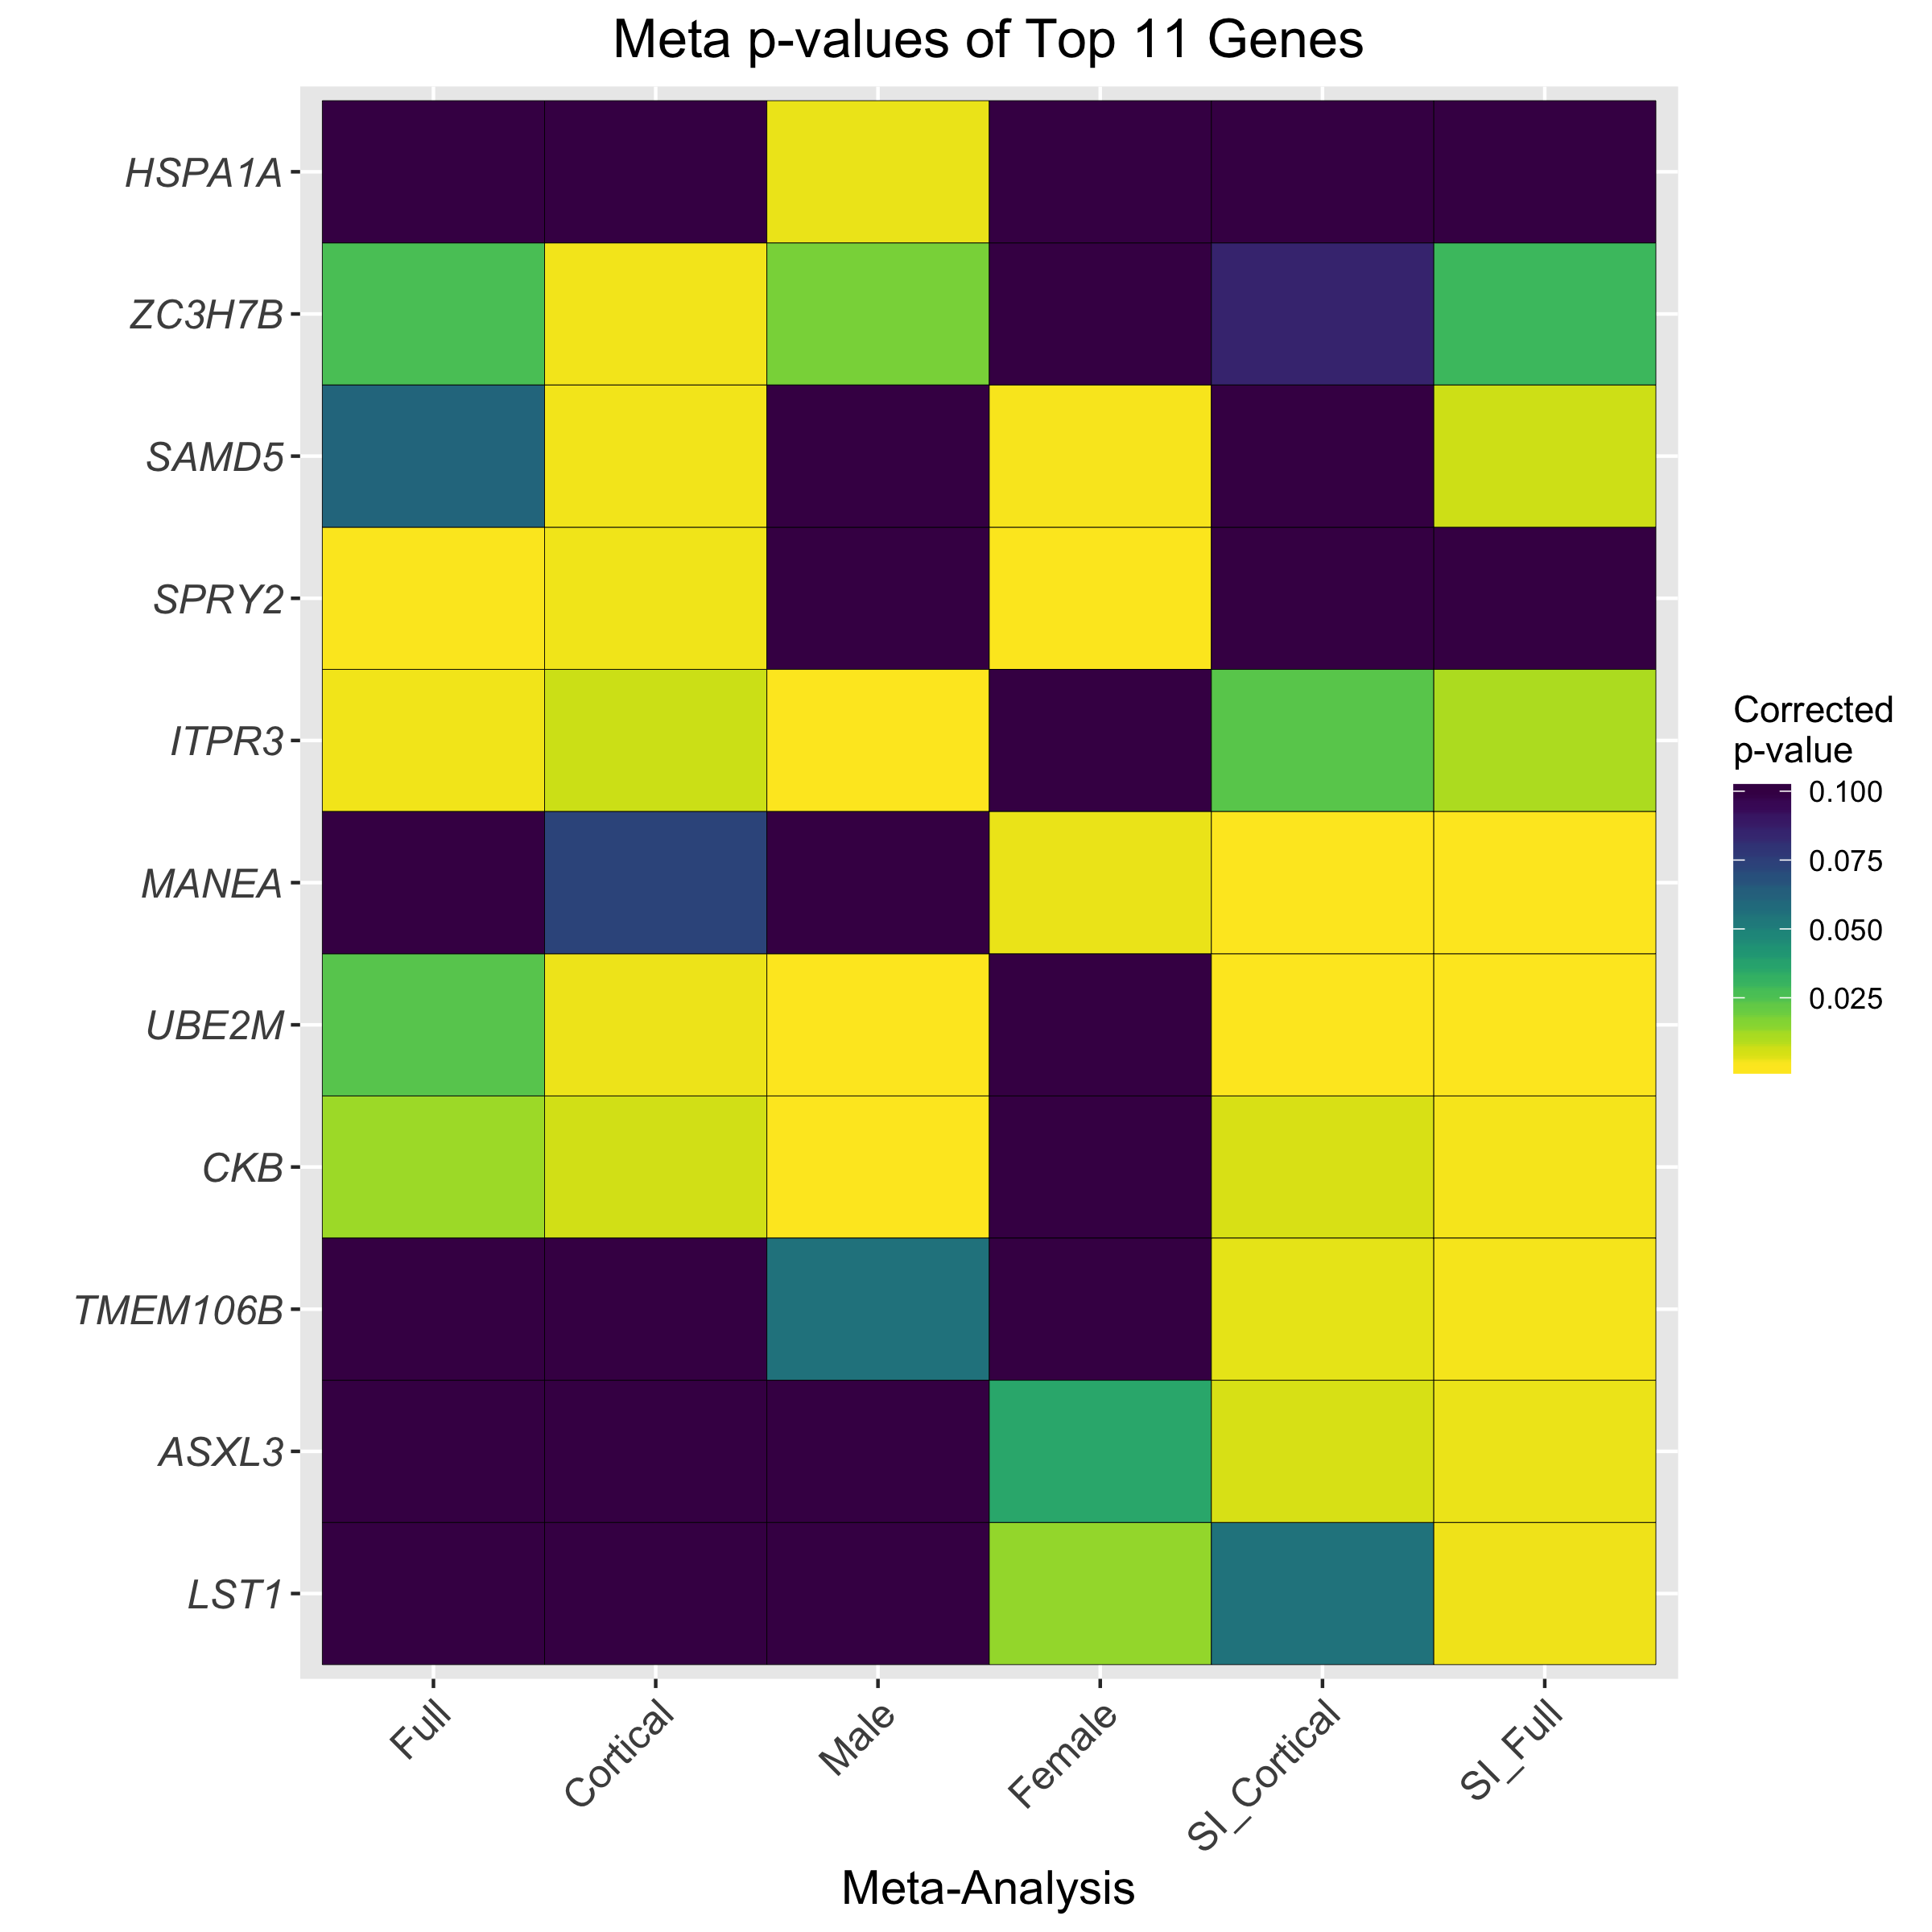 Meta p-values of Top 11 Genes
HSPA1A
ZC3H7B
SAMD5
SPRY2
ITPR3
MANEA
UBE2M
CKB
TMEM106B
ASXL3
LST1
Full
Cortical
Male
Female
SI_Cortical
SI_Full
Meta-Analysis
Corrected
p-value
0.100
0.075
0.050
0.025